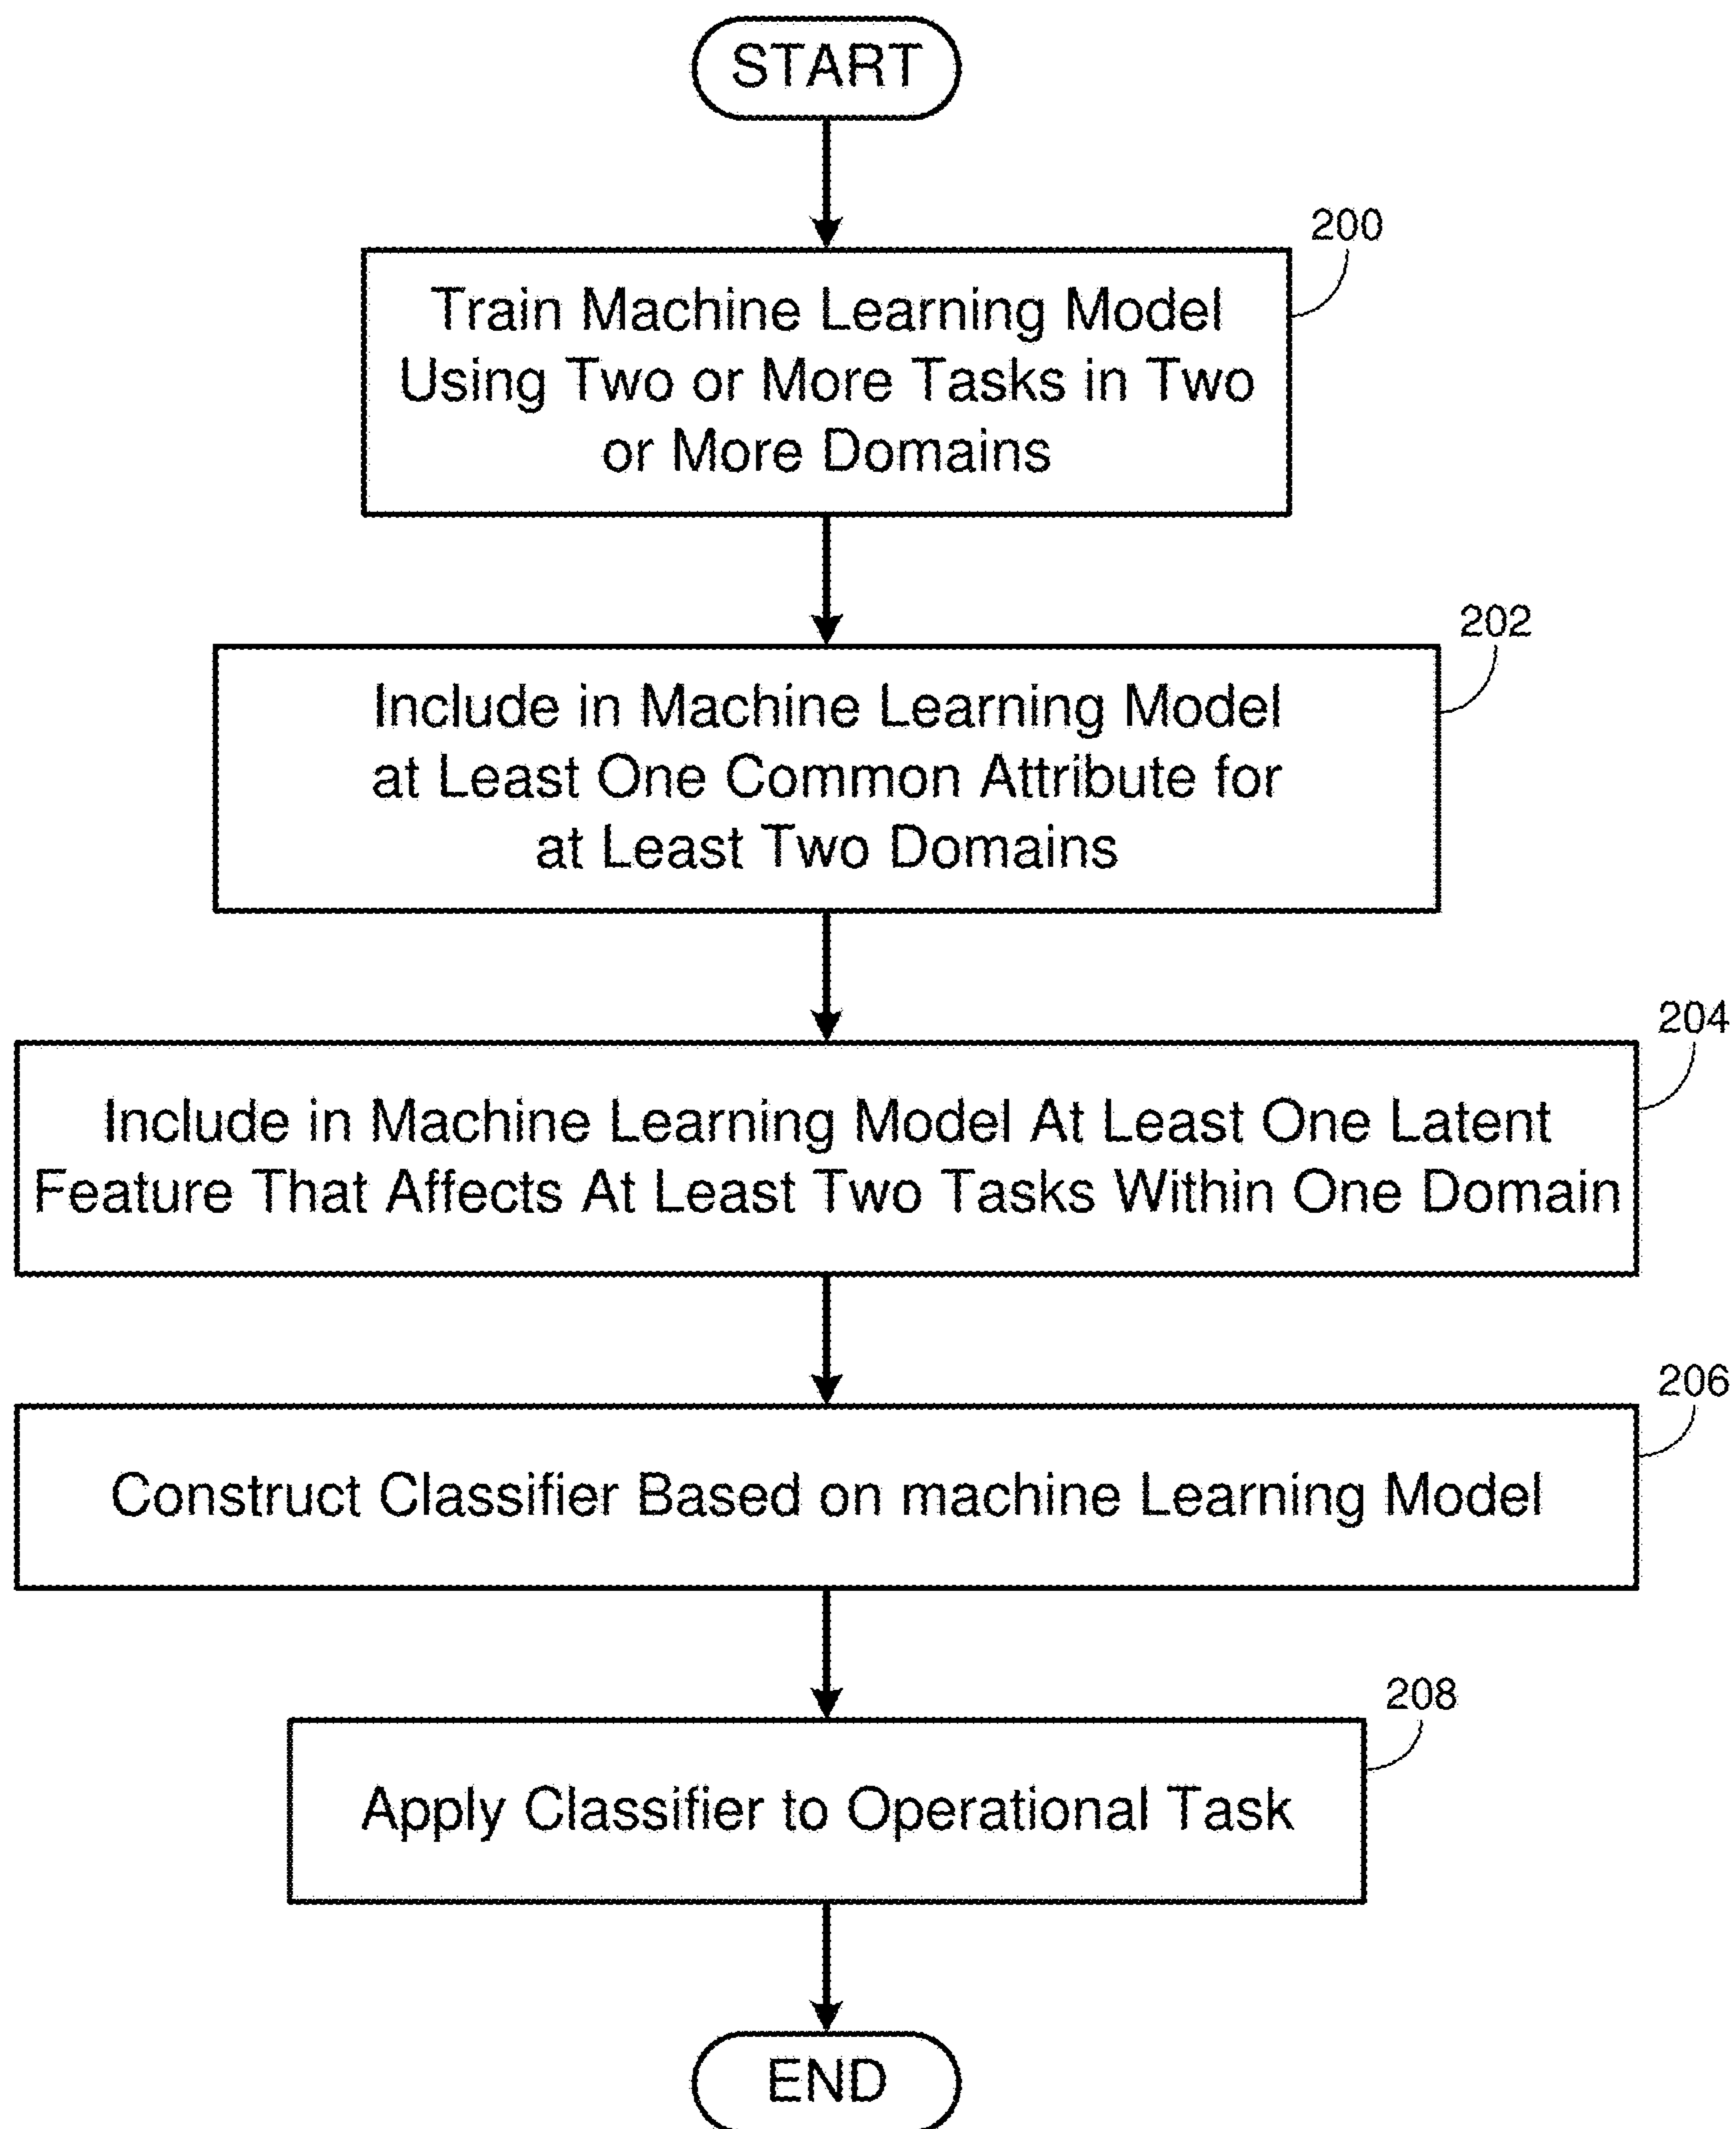 START
200
Train Machine Learning Model
Using Two or More Tasks in Two
or More Domains
202
Include in Machine Learning Model
at Least One Common Attribute for
at Least Two Domains
204
Include in Machine Learning Model At Least One Latent
Feature That Affects At Least Two Tasks Within One Domain
206
Construct Classifier Based on machine Learning Model
208
Apply Classifier to Operational Task
END